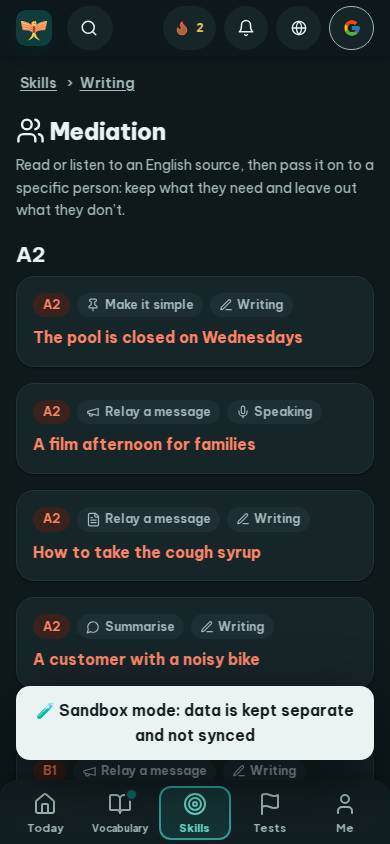 2
Skills > Writing
Mediation
Read or listen to an English source, then pass it on to a
specific person: keep what they need and leave out
what they don't.
A2
A2 Make it simple Writing
The pool is closed on Wednesdays
A2 Relay a message Speaking
A film afternoon for families
A2 Relay a message Writing
How to take the cough syrup
A2 Summarise Writing
A customer with a noisy bike
🧪 Sandbox mode: data is kept separate
and not synced
B1 Relay a message Writing
Today Vocabulary Skills Tests Me